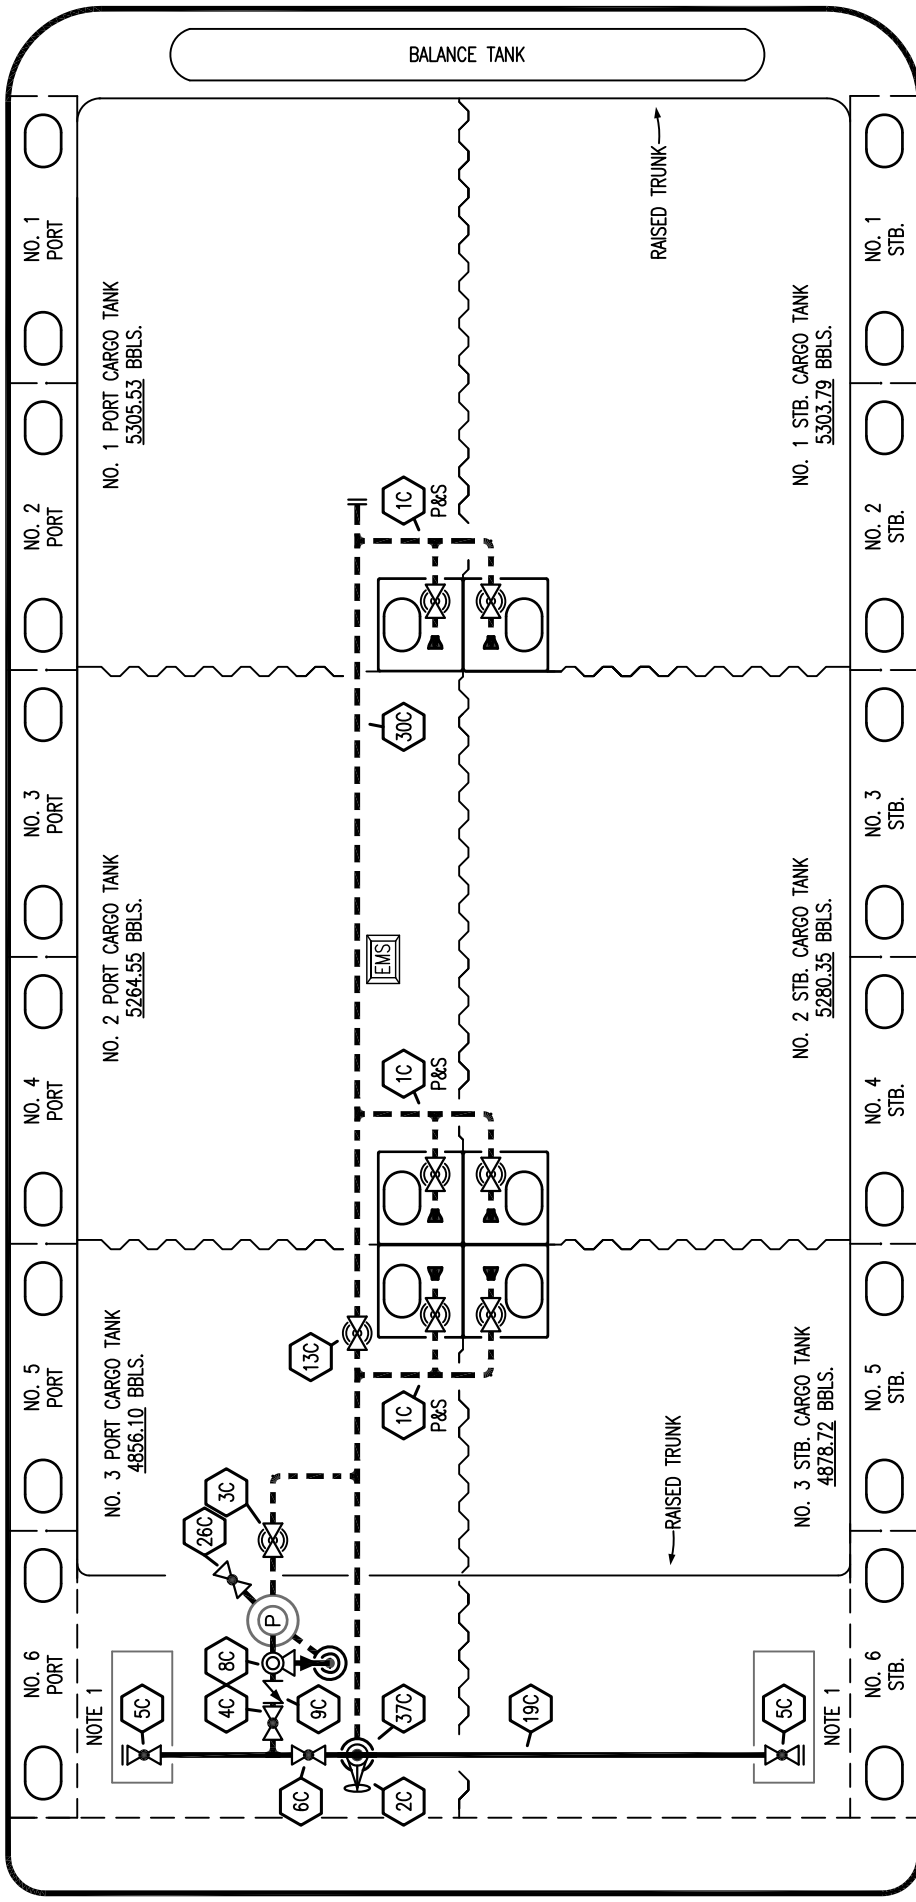 BALANCE TANK
NO. 1
PORT
NO. 2
PORT
NO. 3
PORT
NO. 4
PORT
NO. 5
PORT
NO. 6
PORT
NO. 1 PORT CARGO TANK
5305.53 BBLS.
NO. 2 PORT CARGO TANK
5264.55 BBLS.
NO. 3 PORT CARGO TANK
4856.10 BBLS.
RAISED TRUNK
1C
P&S
30C
EMS
1C
P&S
13C
1C
P&S
3C
26C
P
8C
4C
9C
NOTE 1
5C
6C
37C
2C
19C
5C
NOTE 1
RAISED TRUNK
NO. 1 STB. CARGO TANK
5303.79 BBLS.
NO. 2 STB. CARGO TANK
5280.35 BBLS.
NO. 3 STB. CARGO TANK
4878.72 BBLS.
NO. 1
STB.
NO. 2
STB.
NO. 3
STB.
NO. 4
STB.
NO. 5
STB.
NO. 6
STB.